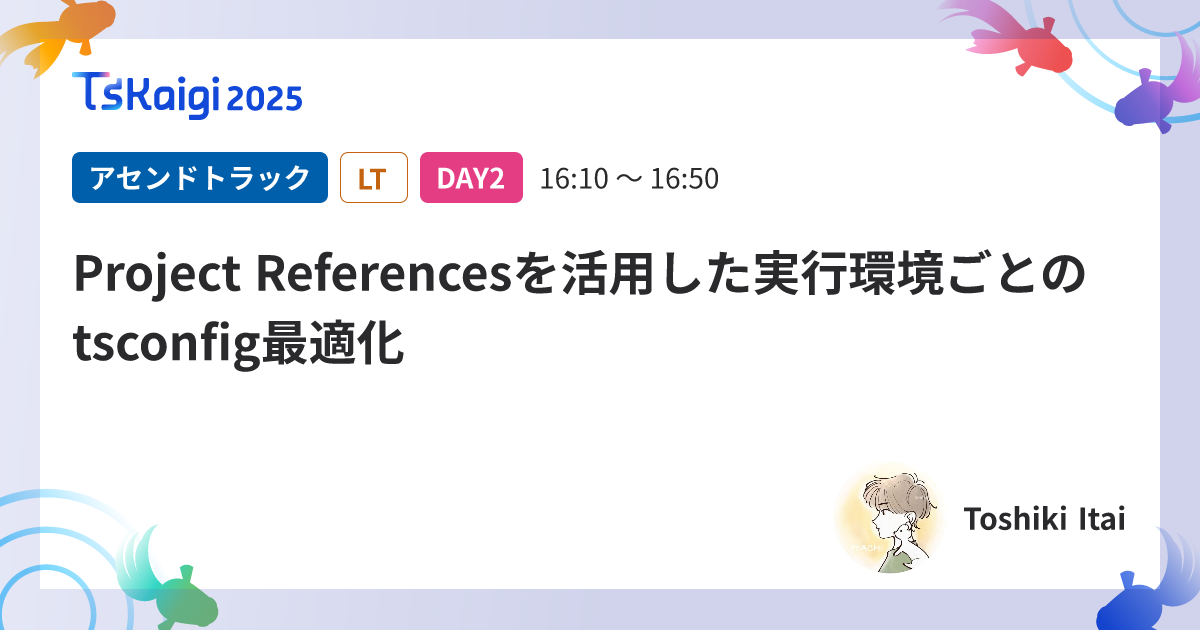 TSKaigi 2025
アセンドトラック LT DAY2 16:10 〜 16:50
Project Referencesを活用した実行環境ごとの
tsconfig最適化
Toshiki Itai